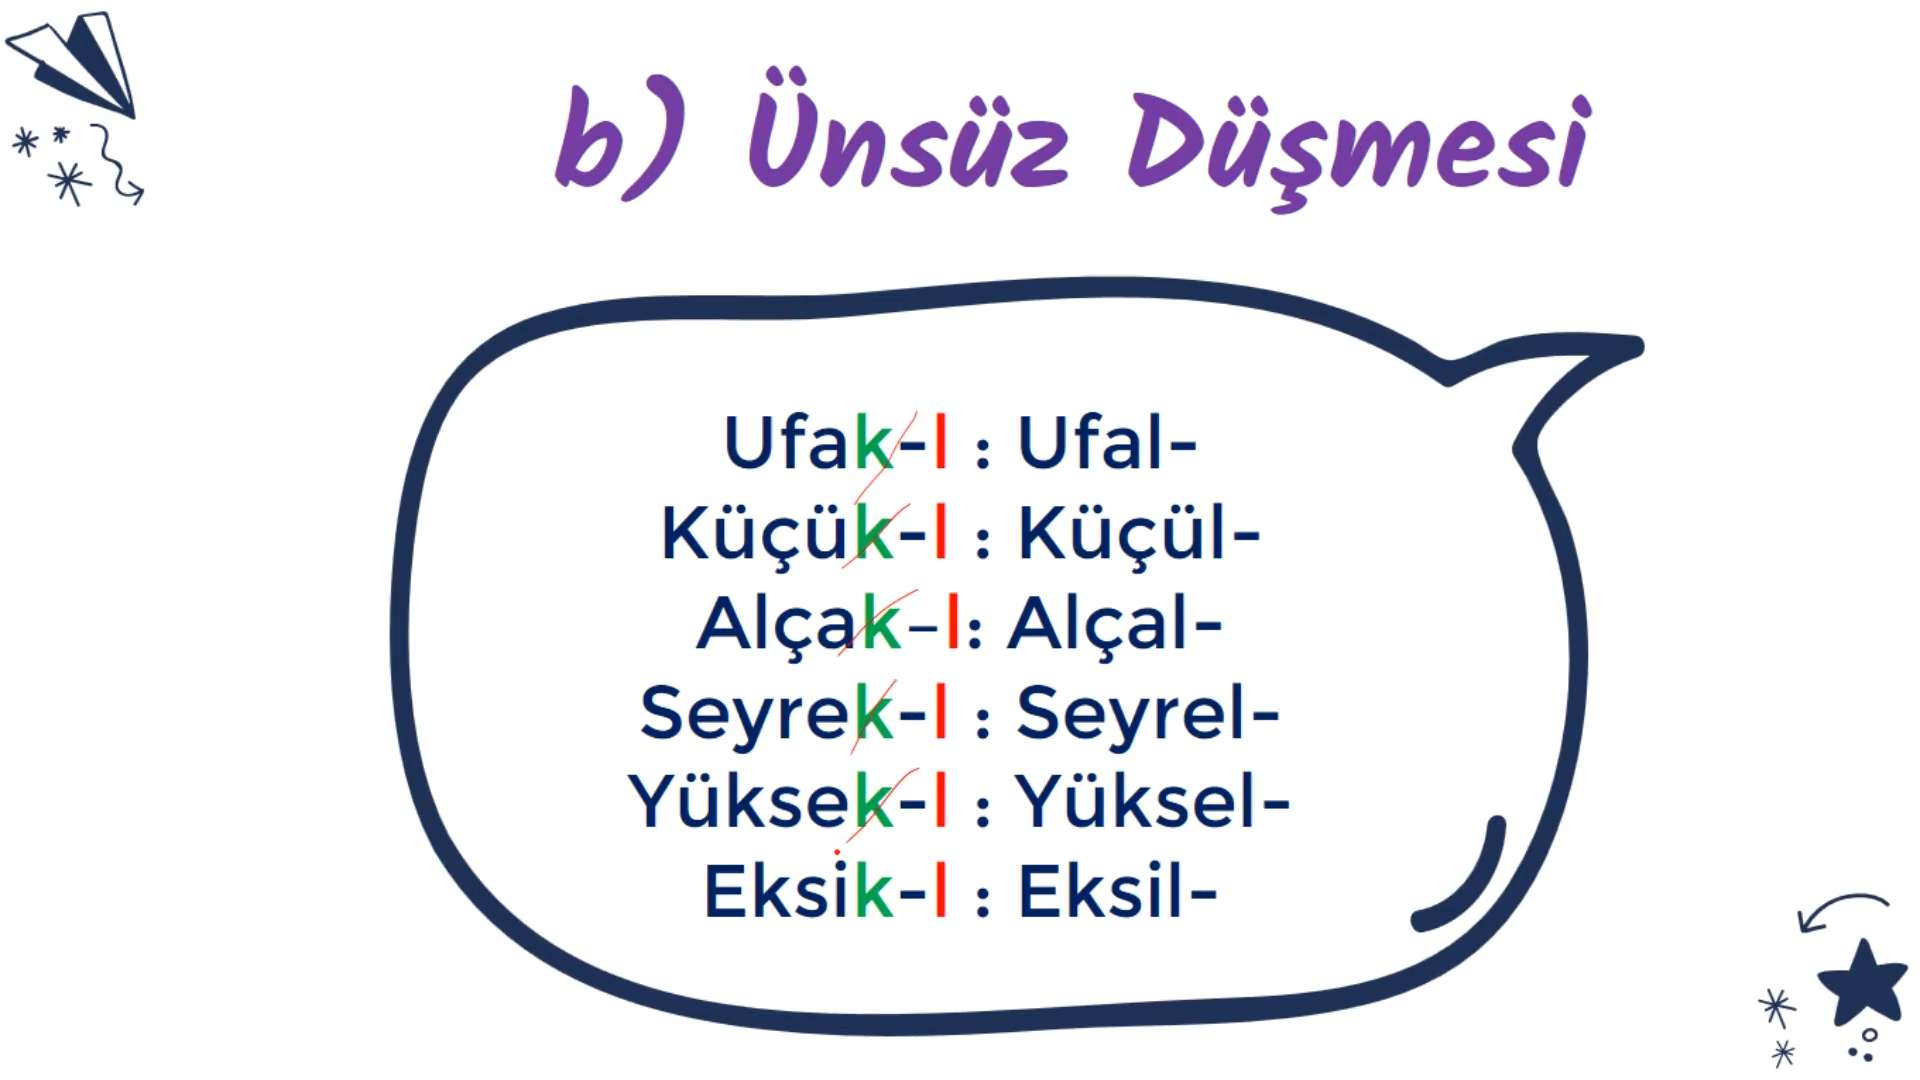 b) Ünsüz Düşmesi
Ufak-l : Ufal-
Küçük-l : Küçül-
Alçak–l: Alçal-
Seyrek-l : Seyrel-
Yüksek-l : Yüksel-
Eksik-l : Eksil-